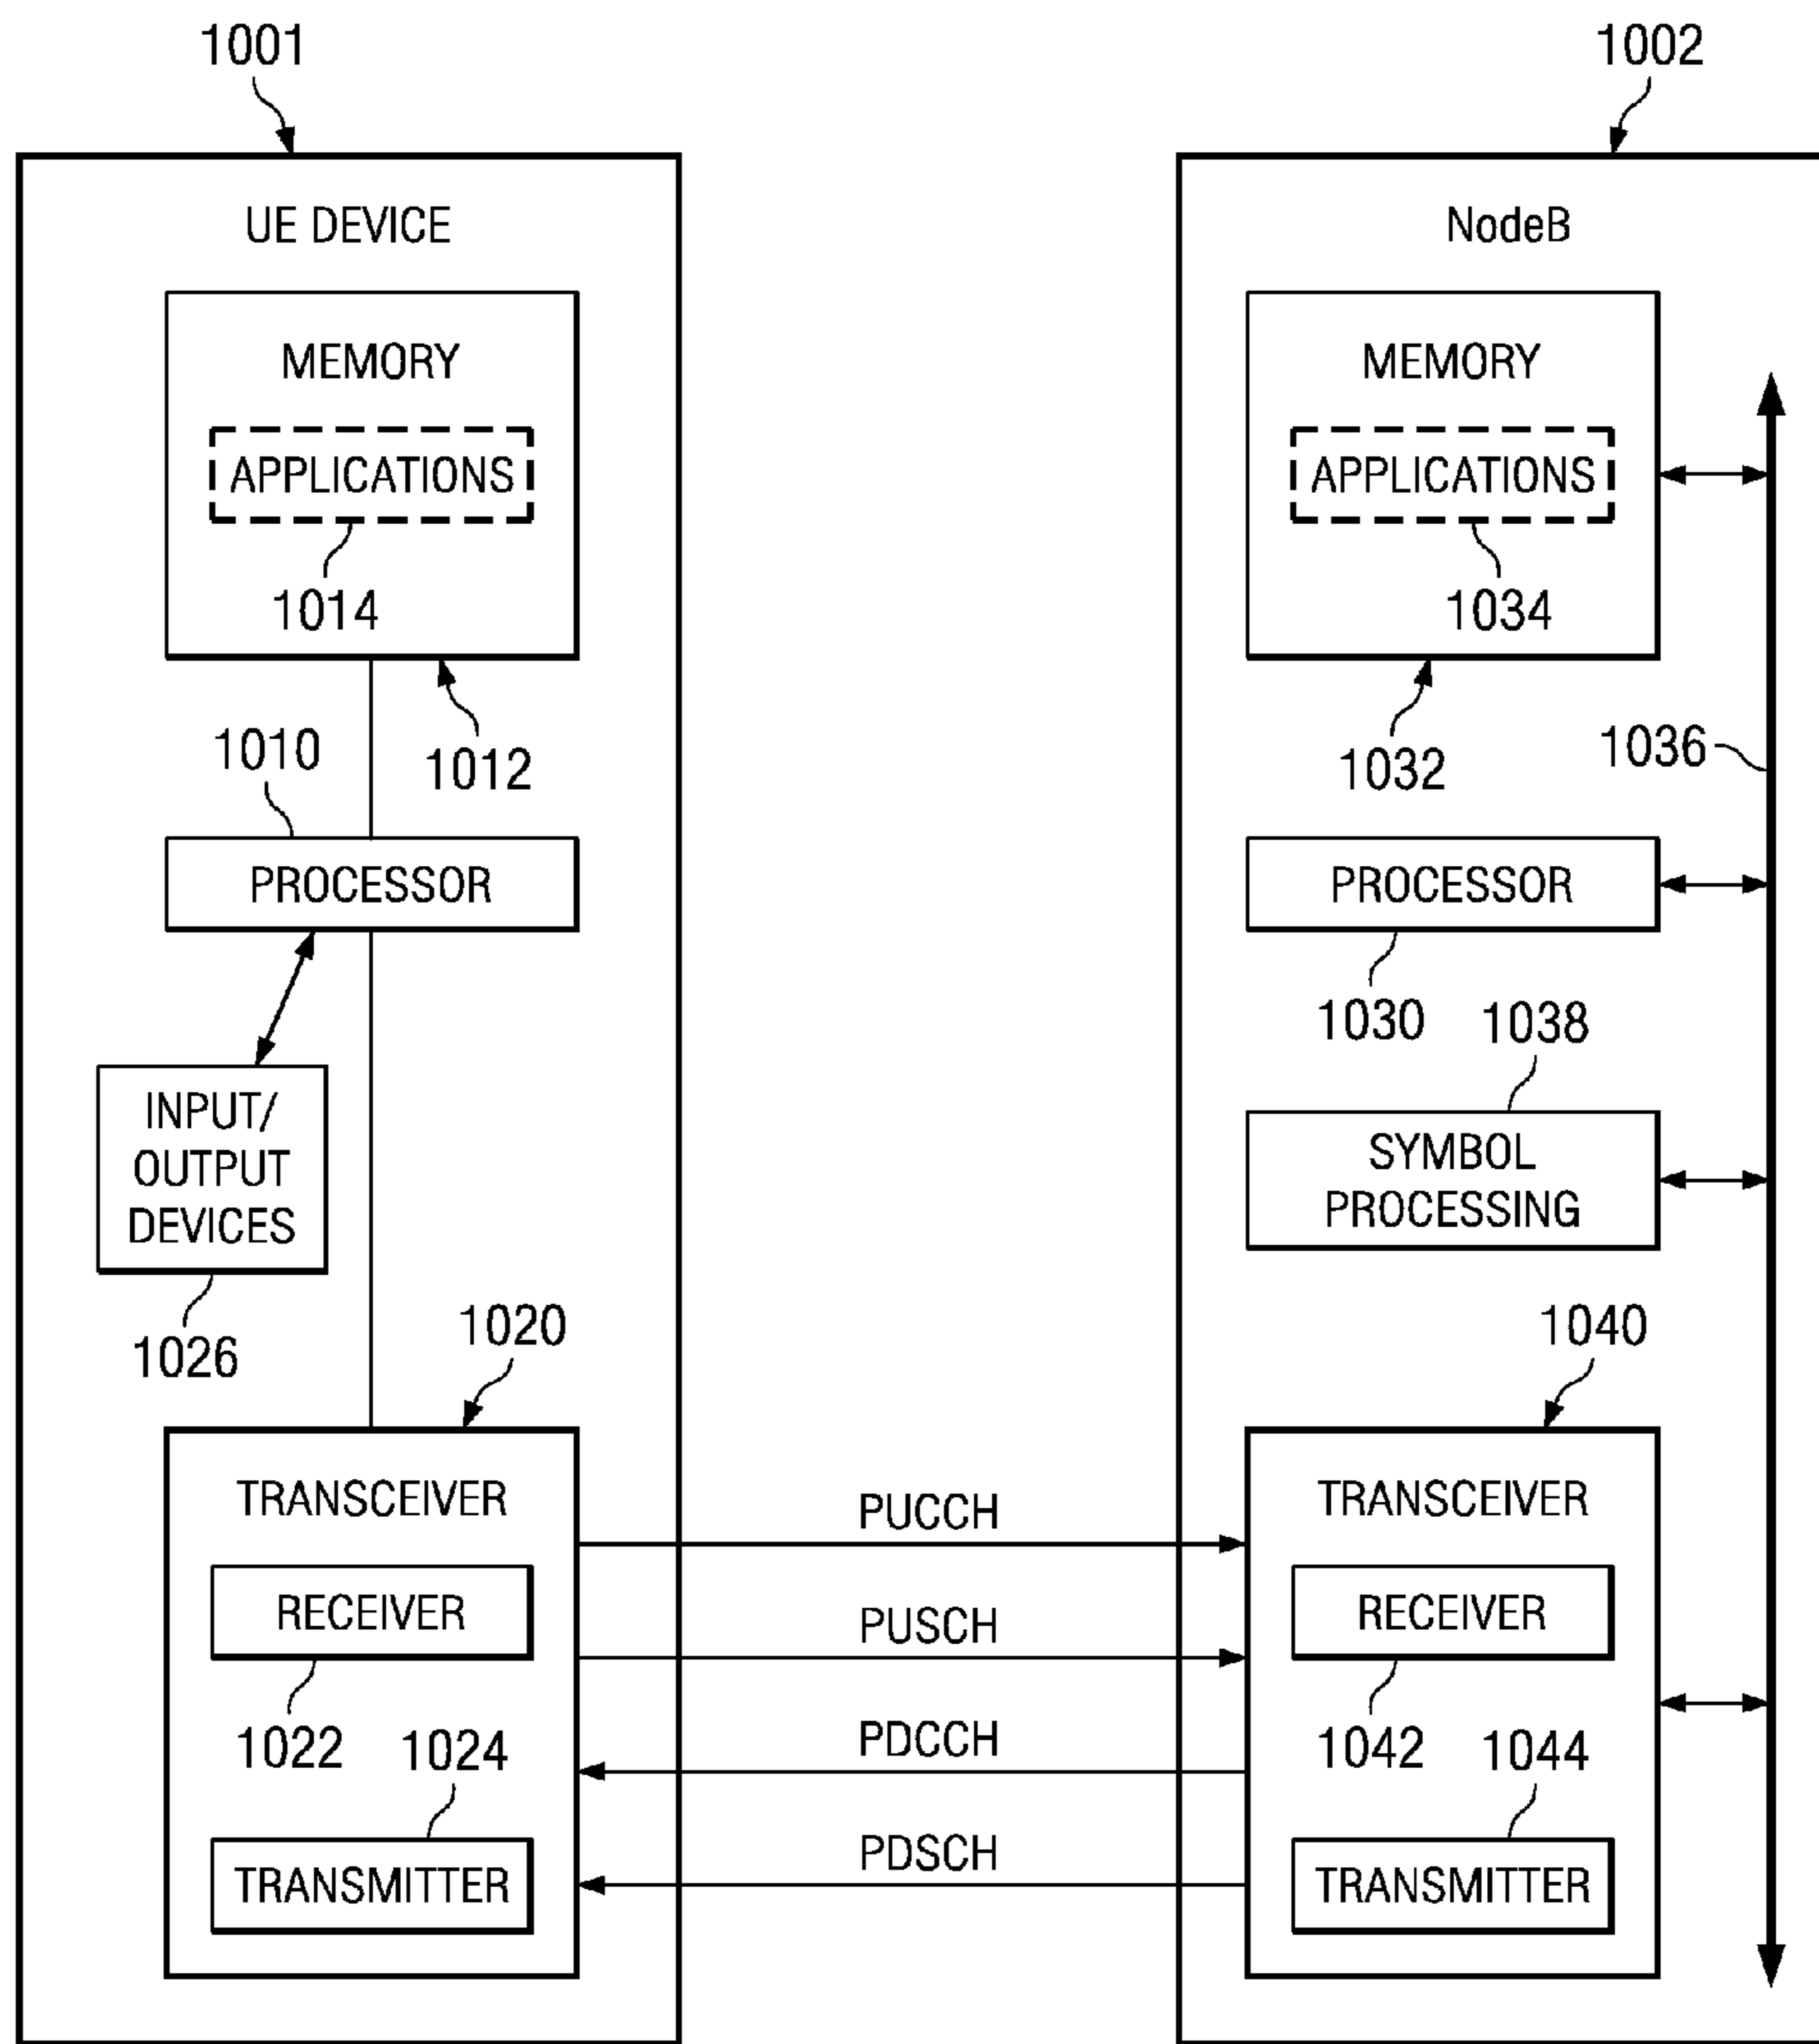 1001
UE DEVICE
MEMORY
APPLICATIONS
1014
1012
1010
PROCESSOR
INPUT/
OUTPUT
DEVICES
1026
1020
TRANSCEIVER
RECEIVER
1022
1024
TRANSMITTER
PUCCH
PUSCH
PDCCH
PDSCH
1002
NodeB
MEMORY
APPLICATIONS
1034
1032
1036
PROCESSOR
1030
1038
SYMBOL
PROCESSING
1040
TRANSCEIVER
RECEIVER
1042
1044
TRANSMITTER